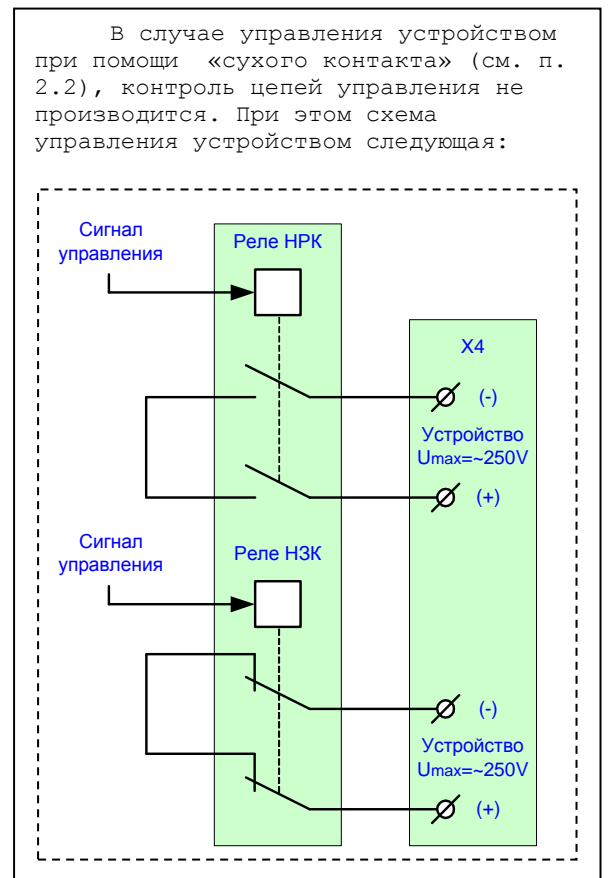 В случае управления устройством
при помощи «сухого контакта» (см. п.
2.2), контроль цепей управления не
производится. При этом схема
управления устройством следующая:
Сигнал
управления
Реле НРК
X4
(-)
Устройство
Umax=~250V
(+)
Сигнал
управления
Реле НЗК
(-)
Устройство
Umax=~250V
(+)